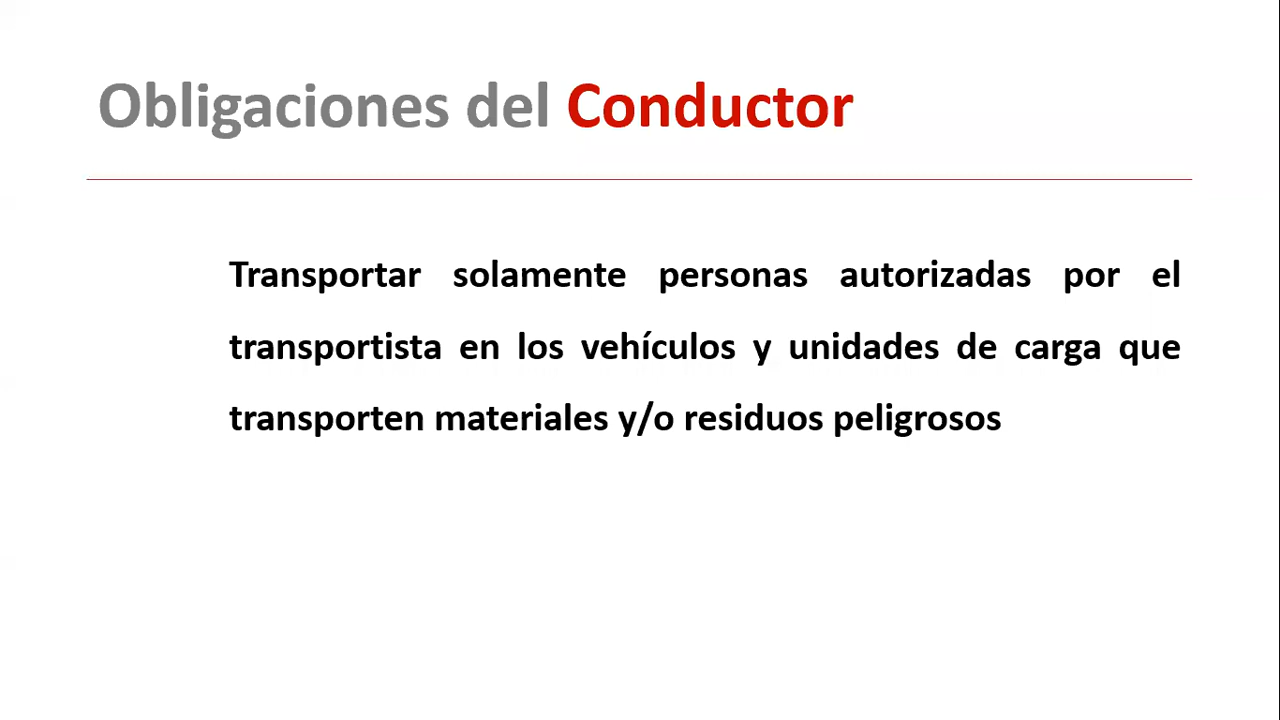 Obligaciones del Conductor
Transportar solamente personas autorizadas por el
transportista en los vehículos y unidades de carga que
transporten materiales y/o residuos peligrosos